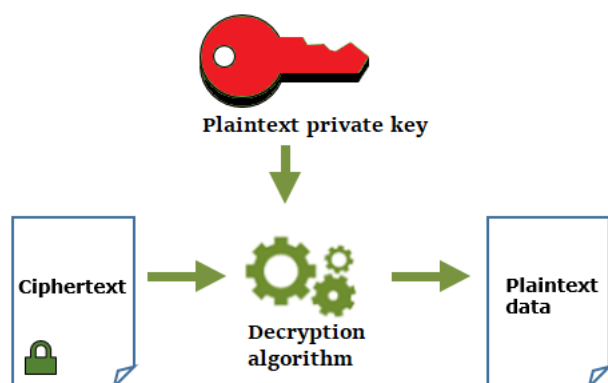 Plaintext private key
Ciphertext
Plaintext
data
Decryption
algorithm